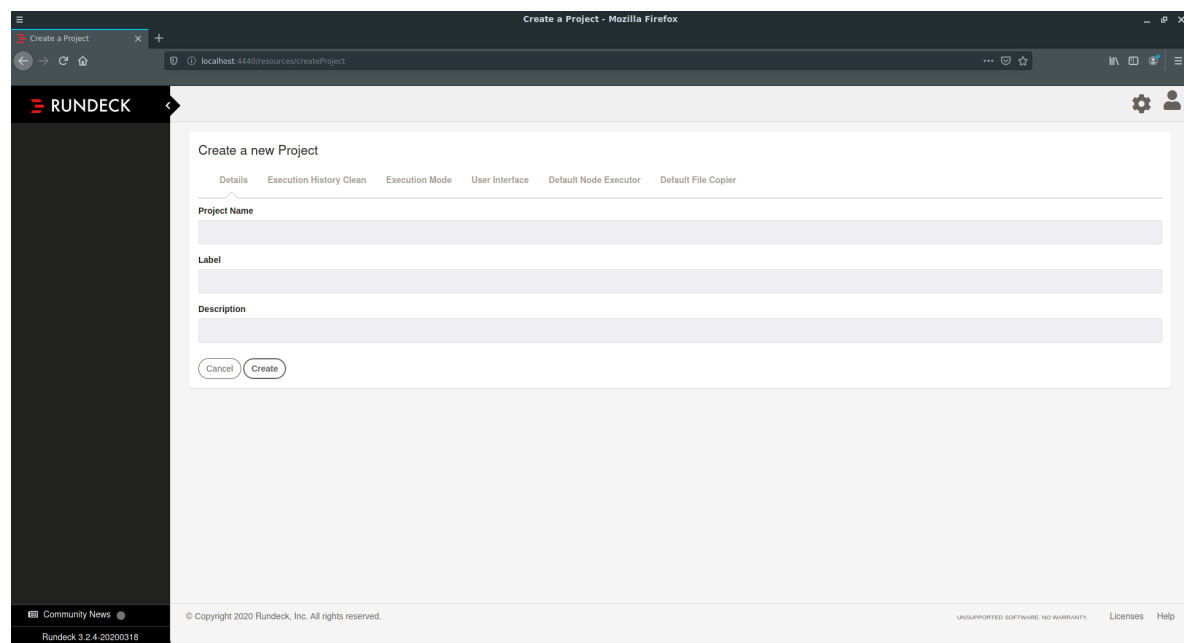 Create a Project - Mozilla Firefox
Create a Project
localhost:4440/resources/createProject
RUNDECK
Create a new Project
Details Execution History Clean Execution Mode User Interface Default Node Executor Default File Copier
Project Name
Label
Description
Cancel Create
Community News
© Copyright 2020 Rundeck, Inc. All rights reserved.
UNSUPPORTED SOFTWARE. NO WARRANTY. Licenses Help
Rundeck 3.2.4-20200318